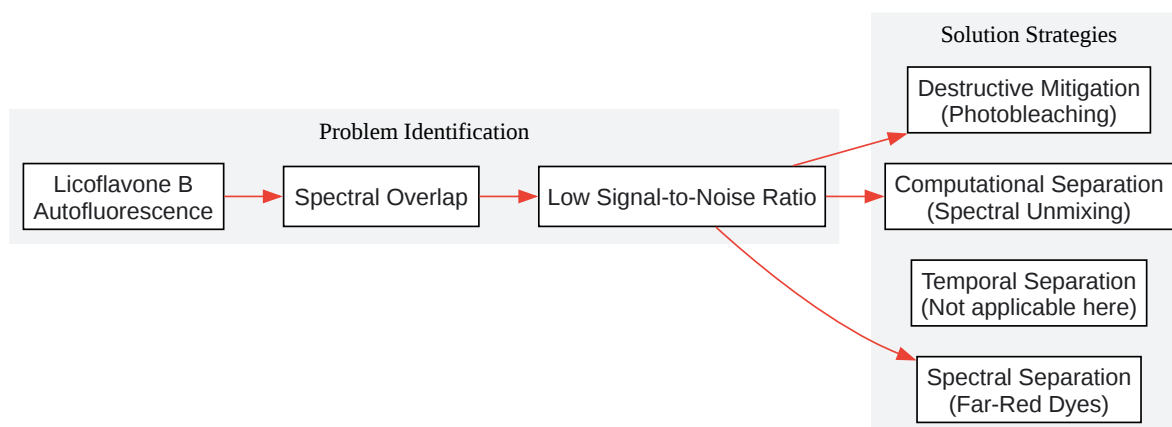 Problem Identification
Licoflavone B
Autofluorescence
Spectral Overlap
Low Signal-to-Noise Ratio
Solution Strategies
Destructive Mitigation
(Photobleaching)
Computational Separation
(Spectral Unmixing)
Temporal Separation
(Not applicable here)
Spectral Separation
(Far-Red Dyes)